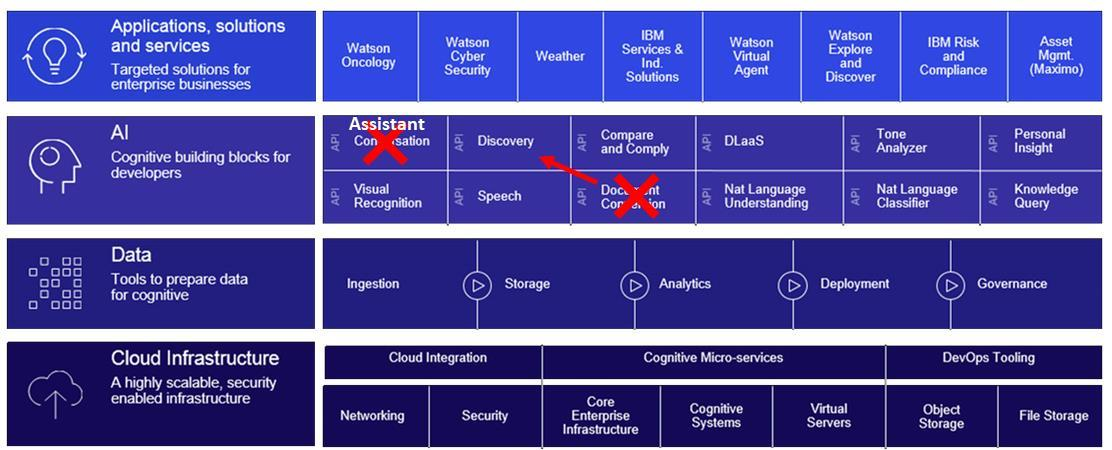 Applications, solutions
and services
Targeted solutions for
enterprise businesses
Watson
Oncology
Watson
Cyber
Security
Weather
IBM
Services &
Ind.
Solutions
Watson
Virtual
Agent
Watson
Explore
and
Discover
IBM Risk
and
Compliance
Asset
Mgmt.
(Maximo)
AI
Cognitive building blocks for
developers
Assistant
API
Conversation
API
Discovery
API
Compare
and Comply
API
DLaaS
API
Tone
Analyzer
API
Personal
Insight
API
Visual
Recognition
API
Speech
API
Document
Conversion
API
Nat Language
Understanding
API
Nat Language
Classifier
API
Knowledge
Query
Data
Tools to prepare data
for cognitive
Ingestion
Storage
Analytics
Deployment
Governance
Cloud Infrastructure
A highly scalable, security
enabled infrastructure
Cloud Integration
Cognitive Micro-services
DevOps Tooling
Networking
Security
Core
Enterprise
Infrastructure
Cognitive
Systems
Virtual
Servers
Object
Storage
File Storage